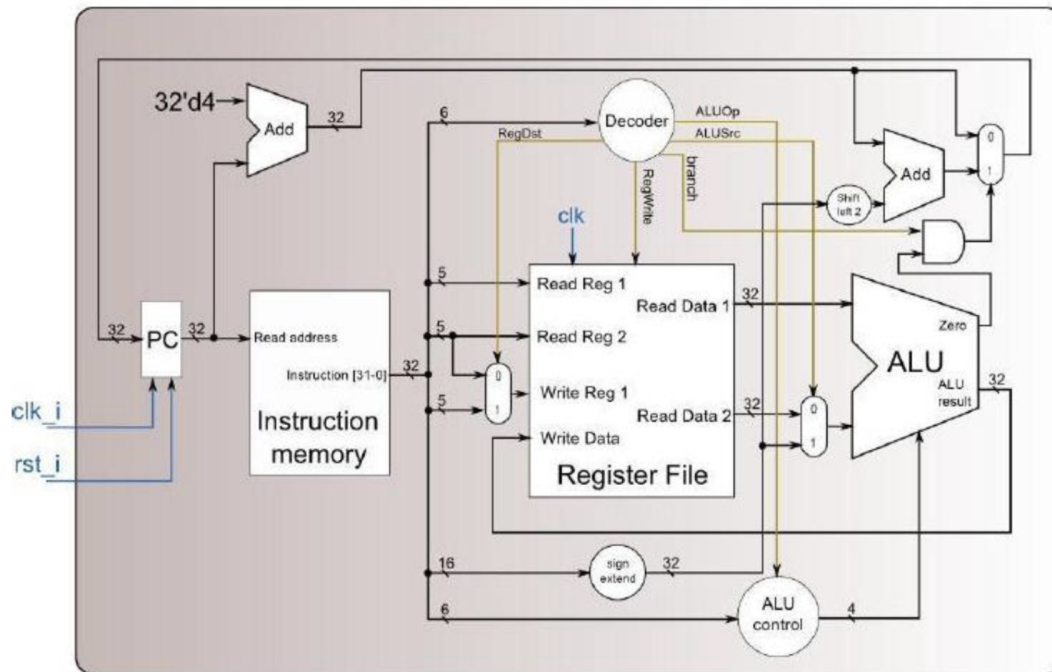 32'd4
Add
32
6
Decoder
RegDst
ALUOp
ALUSrc
RegWrite
branch
0
1
Add
Shift
left 2
clk
5
Read Reg 1
Read Data 1
32
5
Read Reg 2
0
1
5
Write Reg 1
Write Data
Read Data 2
32
Register File
0
1
Zero
ALU
ALU
result
32
32
PC
32
Read address
Instruction [31-0]
32
Instruction
memory
clk_i
rst_i
16
sign
extend
32
6
ALU
control
4